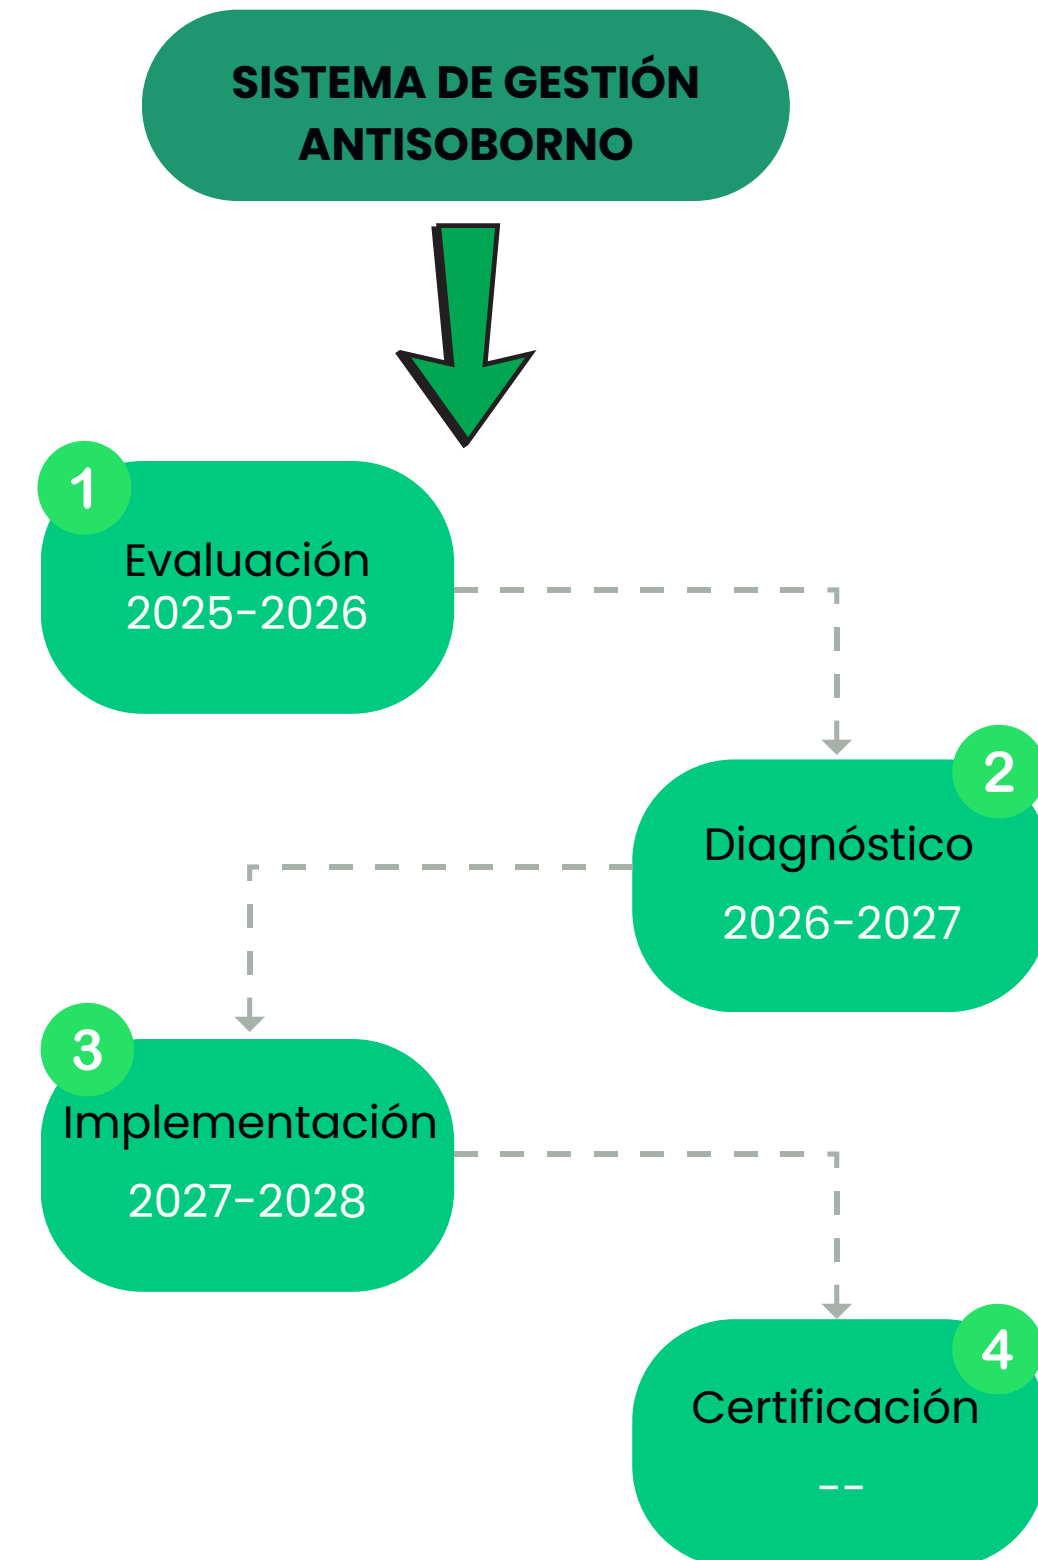 SISTEMA DE GESTIÓN
ANTISOBORNO
1
Evaluación
2025-2026
2
Diagnóstico
2026-2027
3
Implementación
2027-2028
4
Certificación
--